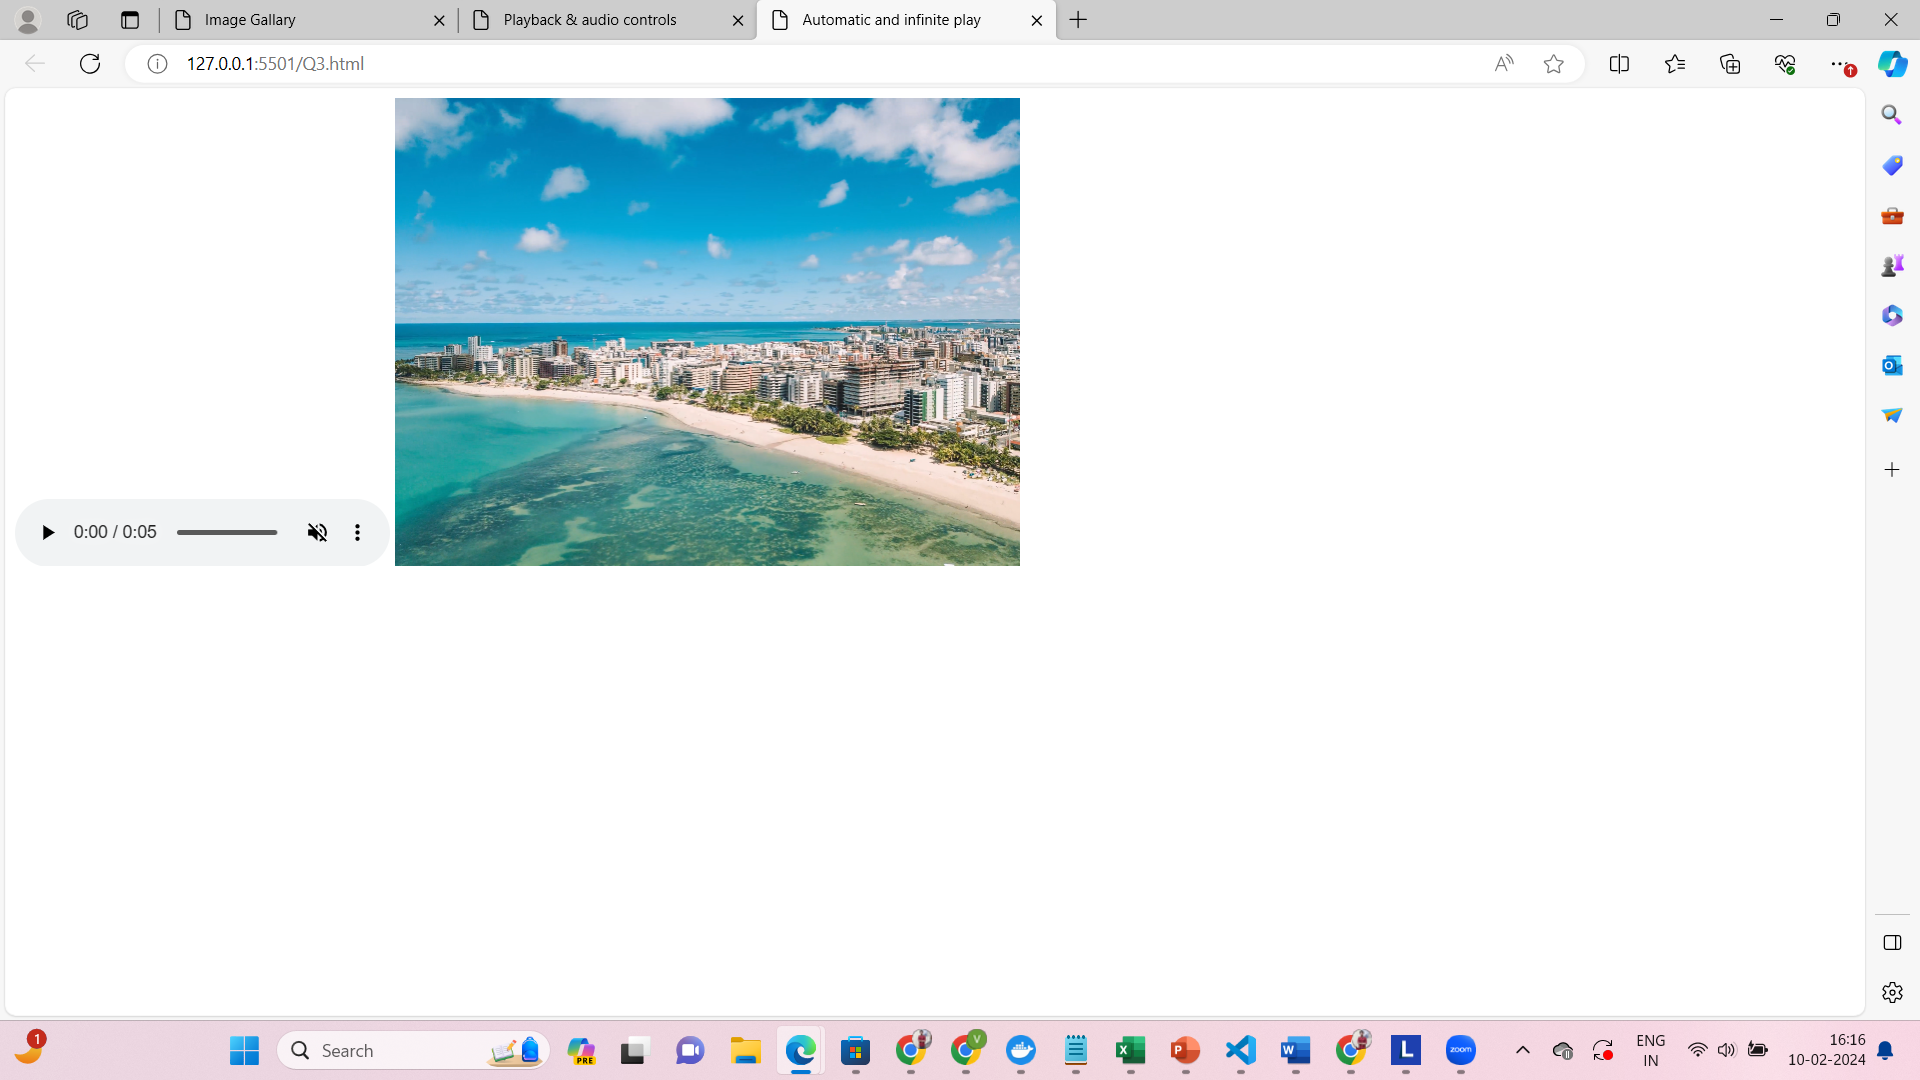 Image Gallary
Playback & audio controls
Automatic and infinite play
127.0.0.1:5501/Q3.html
0:00 / 0:05
1
Search
PRE
V
L
zoom
ENG
IN
16:16
10-02-2024